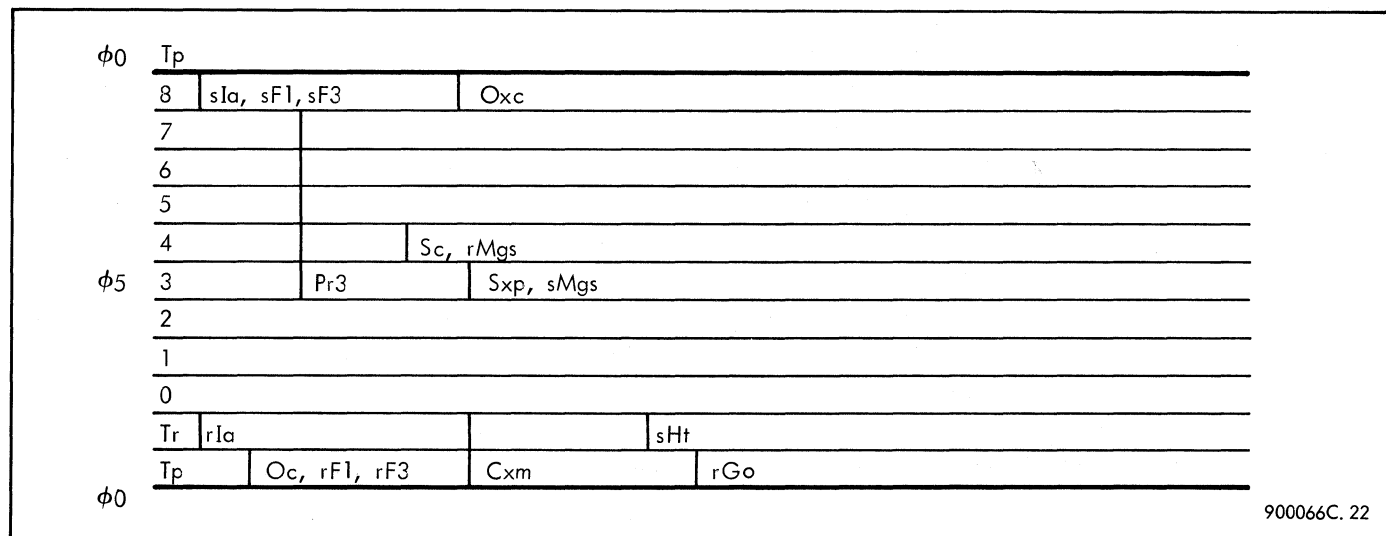 ϕ0 Tp
8 sIa, sF1, sF3 Oxc
7
6
5
4 Sc, rMgs
ϕ5 3 Pr3 Sxp, sMgs
2
1
0
Tr rIa sHt
Tp Oc, rF1, rF3 Cxm rGo
ϕ0
900066C. 22